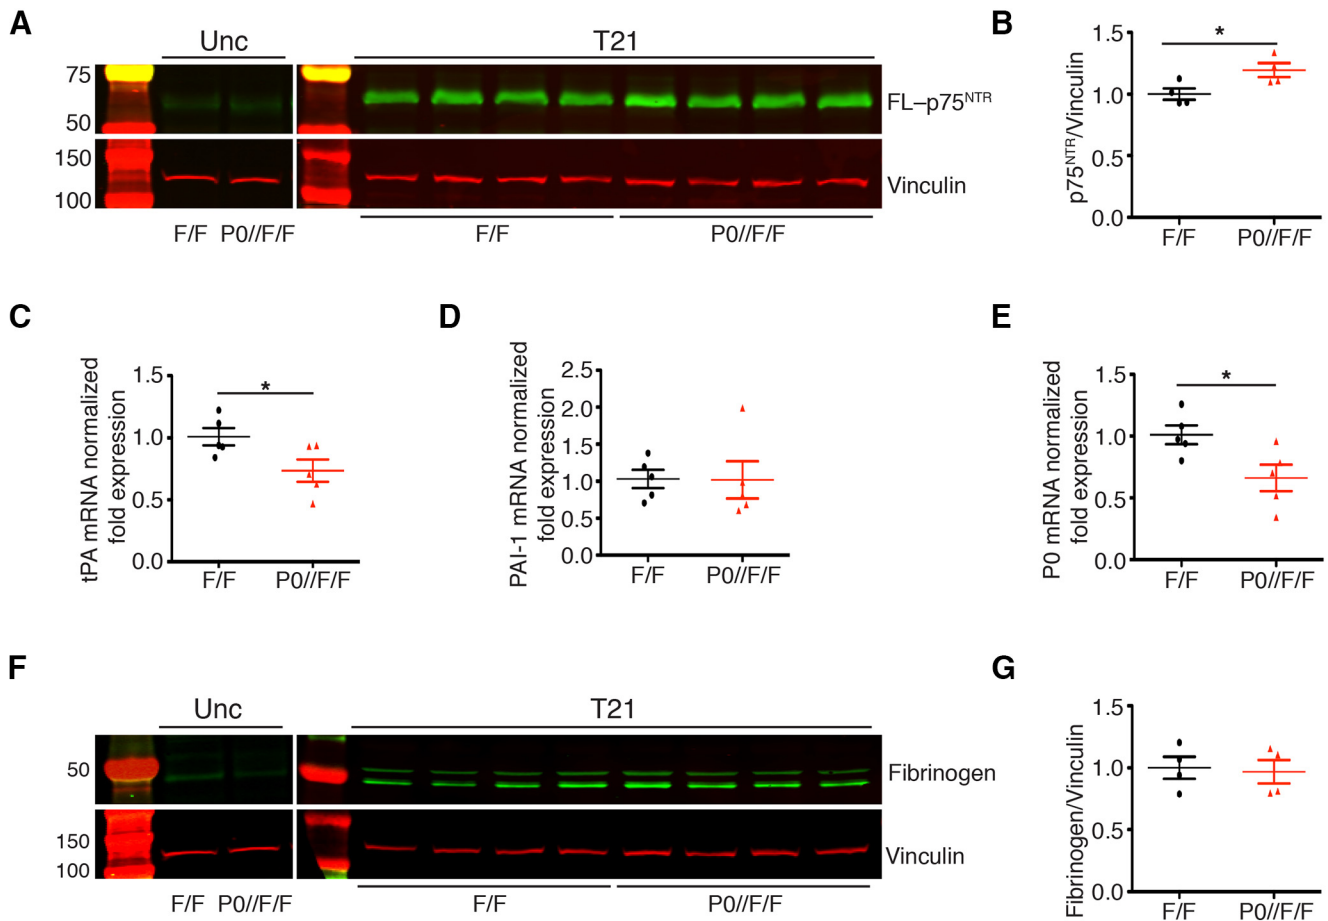 A
Unc
T21
75
50
FL–p75NTR
150
100
Vinculin
F/F P0//F/F
F/F
P0//F/F
B
p75NTR/Vinculin
1.5
*
1.0
0.5
0.0
F/F
P0//F/F
C
tPA mRNA normalized
fold expression
1.5
*
1.0
0.5
0.0
F/F
P0//F/F
D
PAI-1 mRNA normalized
fold expression
2.5
2.0
1.5
1.0
0.5
0.0
F/F
P0//F/F
E
P0 mRNA normalized
fold expression
1.5
*
1.0
0.5
0.0
F/F
P0//F/F
F
Unc
T21
50
Fibrinogen
150
100
Vinculin
F/F P0//F/F
F/F
P0//F/F
G
Fibrinogen/Vinculin
1.5
1.0
0.5
0.0
F/F
P0//F/F